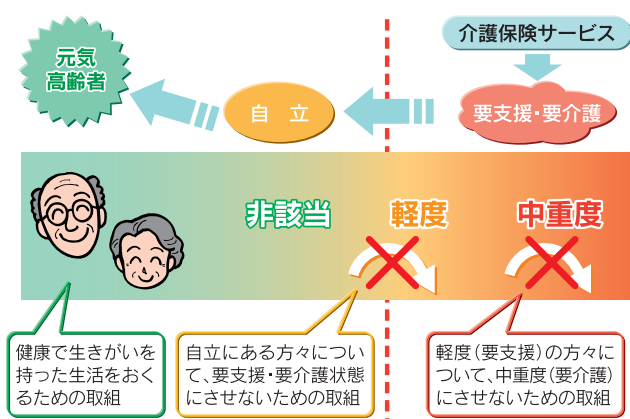 介護保険サービス
元気
高齢者
自 立
要支援・要介護
非該当
軽度
中重度
健康で生きがいを
持った生活をおく
るための取組
自立にある方々につい
て、要支援・要介護状態
にさせないための取組
軽度(要支援)の方々に
ついて、中重度(要介護)
にさせないための取組